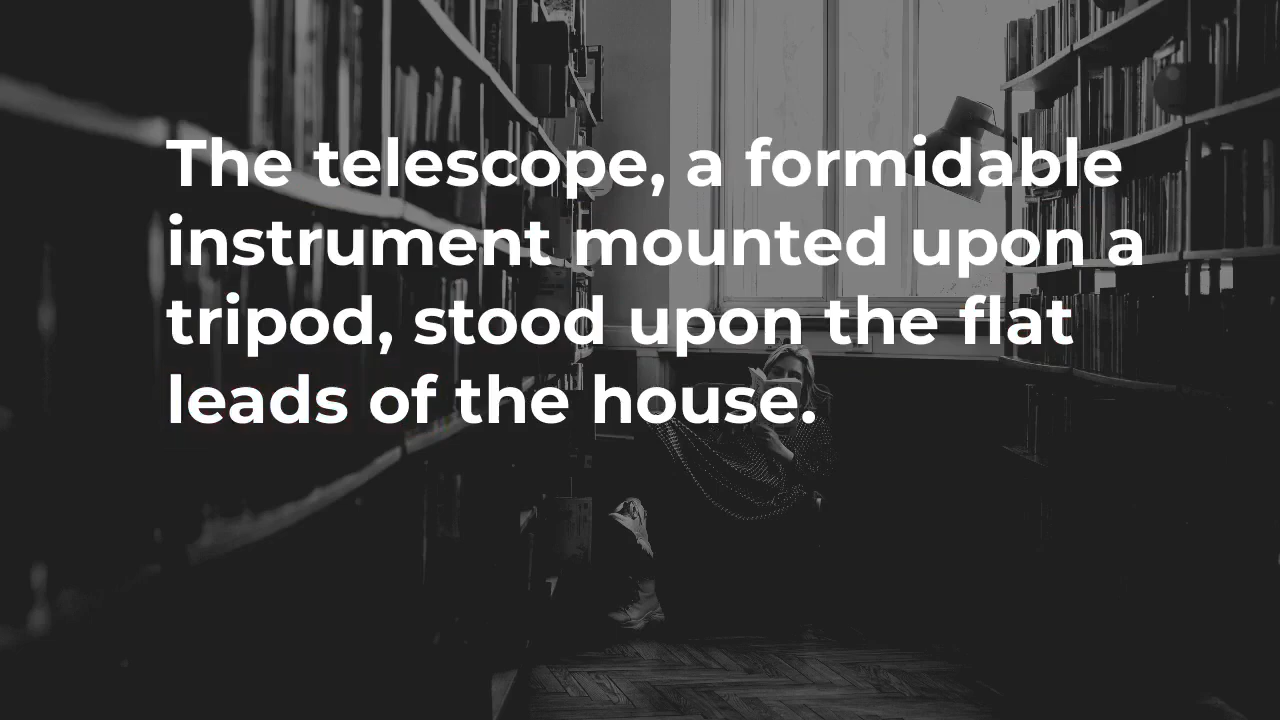 The telescope, a formidable
instrument mounted upon a
tripod, stood upon the flat
leads of the house.